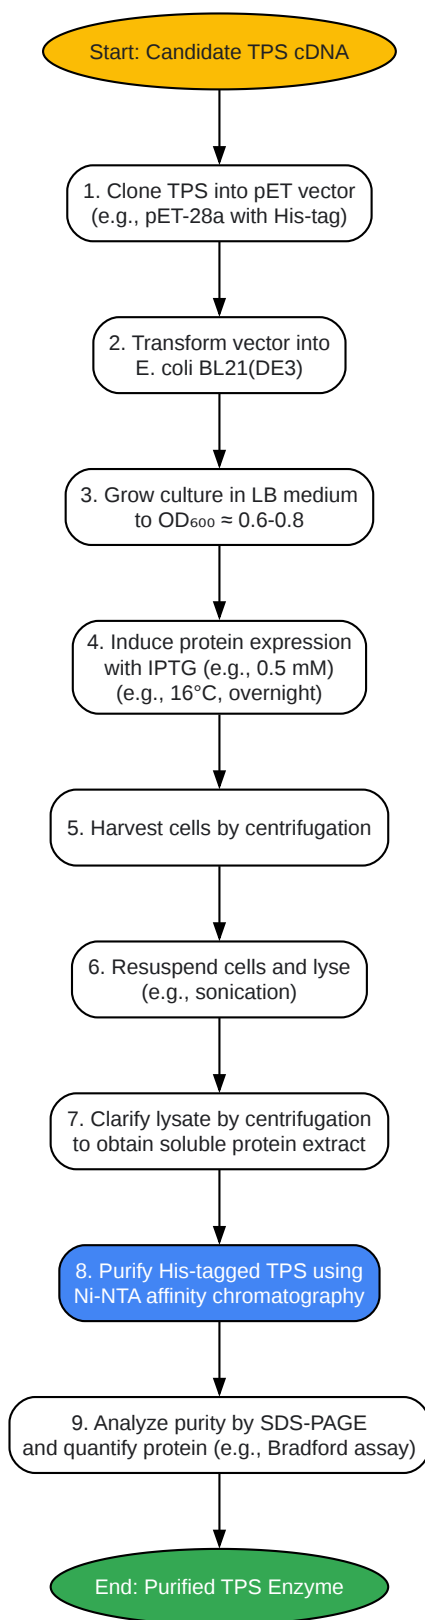 Start: Candidate TPS cDNA
1. Clone TPS into pET vector
(e.g., pET-28a with His-tag)
2. Transform vector into
E. coli BL21(DE3)
3. Grow culture in LB medium
to OD₆₀₀ ≈ 0.6-0.8
4. Induce protein expression
with IPTG (e.g., 0.5 mM)
(e.g., 16°C, overnight)
5. Harvest cells by centrifugation
6. Resuspend cells and lyse
(e.g., sonication)
7. Clarify lysate by centrifugation
to obtain soluble protein extract
8. Purify His-tagged TPS using
Ni-NTA affinity chromatography
9. Analyze purity by SDS-PAGE
and quantify protein (e.g., Bradford assay)
End: Purified TPS Enzyme